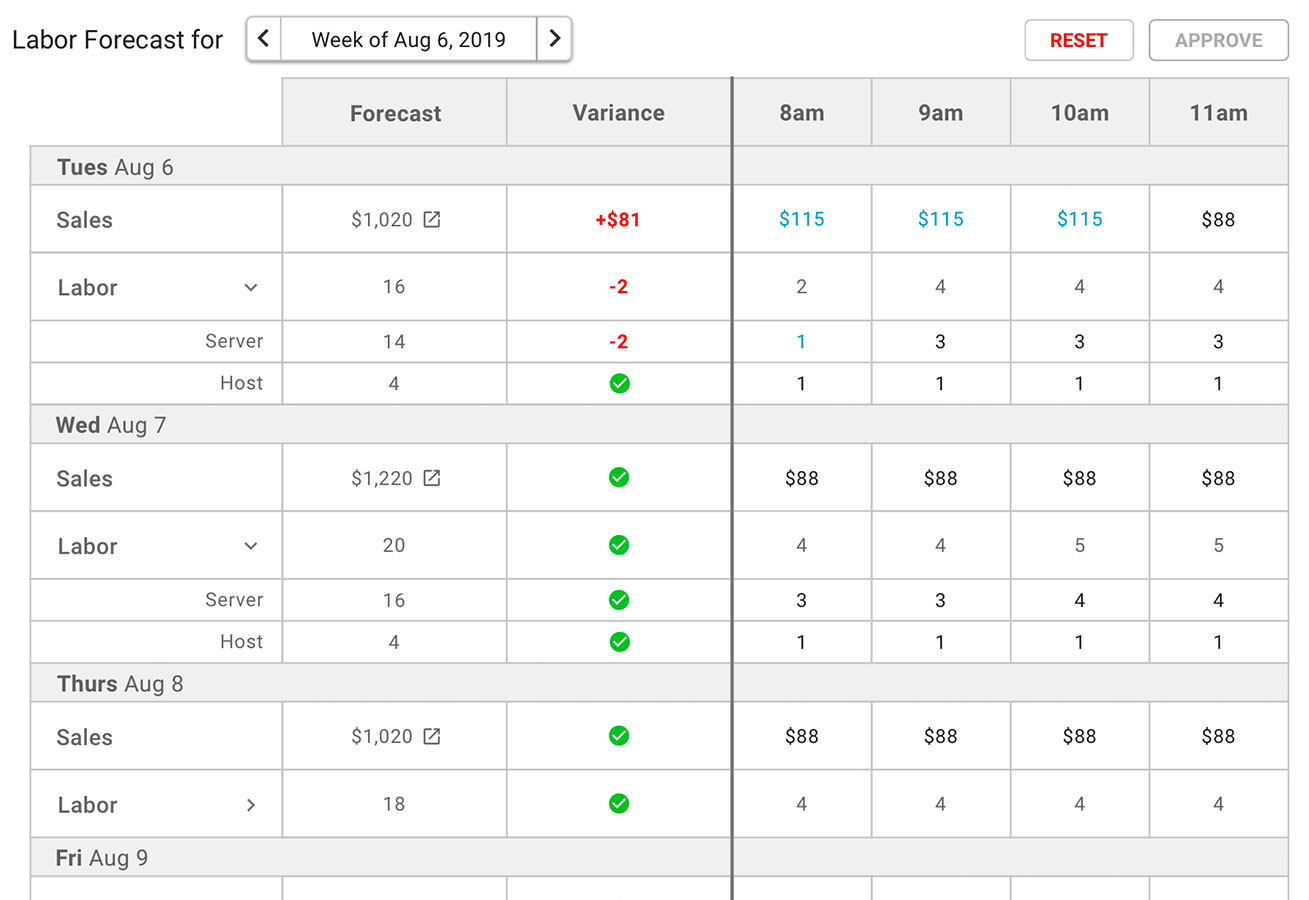 Labor Forecast for Week of Aug 6, 2019 RESET APPROVE
Forecast Variance 8am 9am 10am 11am
Tues Aug 6
Sales $1,020 +$81 $115 $115 $115 $88
Labor 16 -2 2 4 4 4
Server 14 -2 1 3 3 3
Host 4 1 1 1 1
Wed Aug 7
Sales $1,220 $88 $88 $88 $88
Labor 20 4 4 5 5
Server 16 3 3 4 4
Host 4 1 1 1 1
Thurs Aug 8
Sales $1,020 $88 $88 $88 $88
Labor 18 4 4 4 4
Fri Aug 9